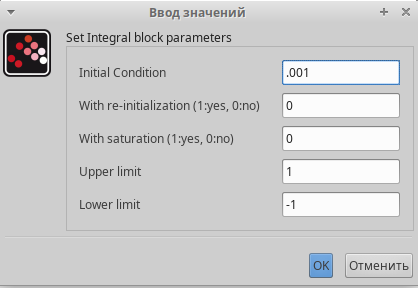 Ввод значений
Set Integral block parameters
Initial Condition .001
With re-initialization (1:yes, 0:no) 0
With saturation (1:yes, 0:no) 0
Upper limit 1
Lower limit -1
OK Отменить